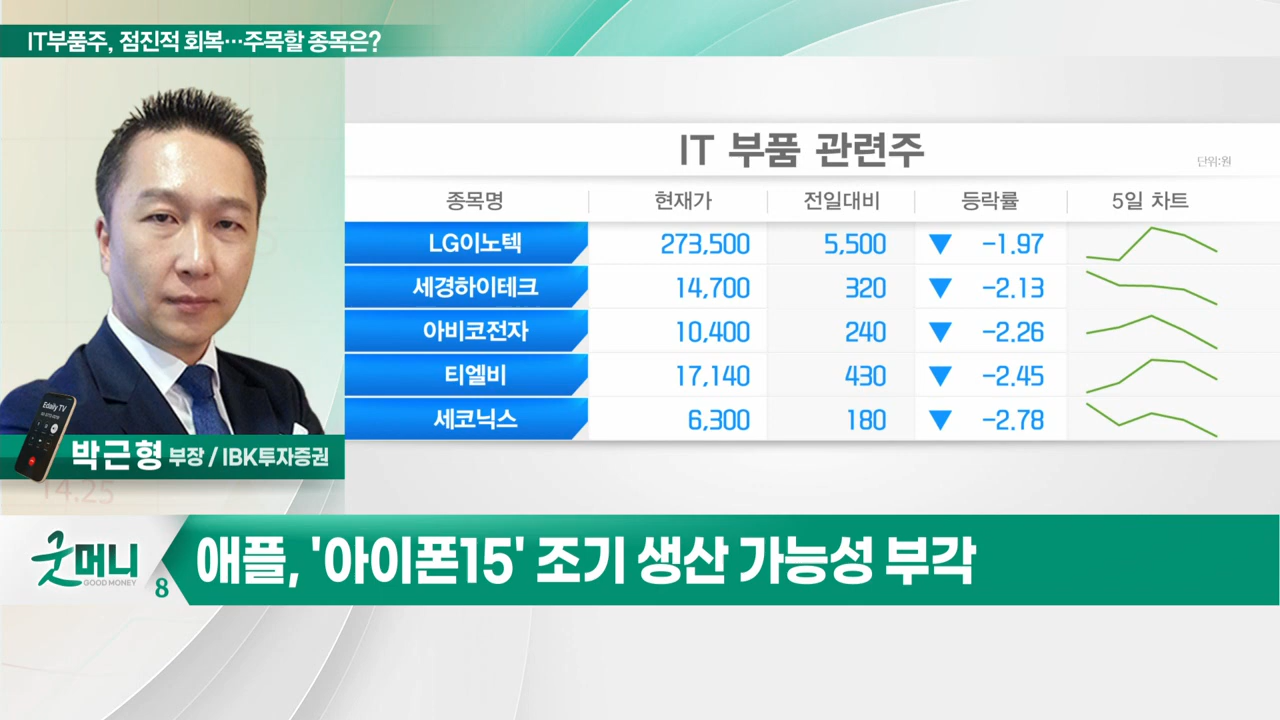 IT부품주, 점진적 회복…주목할 종목은?
IT 부품 관련주
단위:원
종목명 현재가 전일대비 등락률 5일 차트
LG이노텍 273,500 5,500 ▼ -1.97
세경하이테크 14,700 320 ▼ -2.13
아비코전자 10,400 240 ▼ -2.26
티엘비 17,140 430 ▼ -2.45
세코닉스 6,300 180 ▼ -2.78
Edaily TV
박근형 부장 / IBK투자증권
14.25
굿머니
GOOD MONEY
8
애플, '아이폰15' 조기 생산 가능성 부각